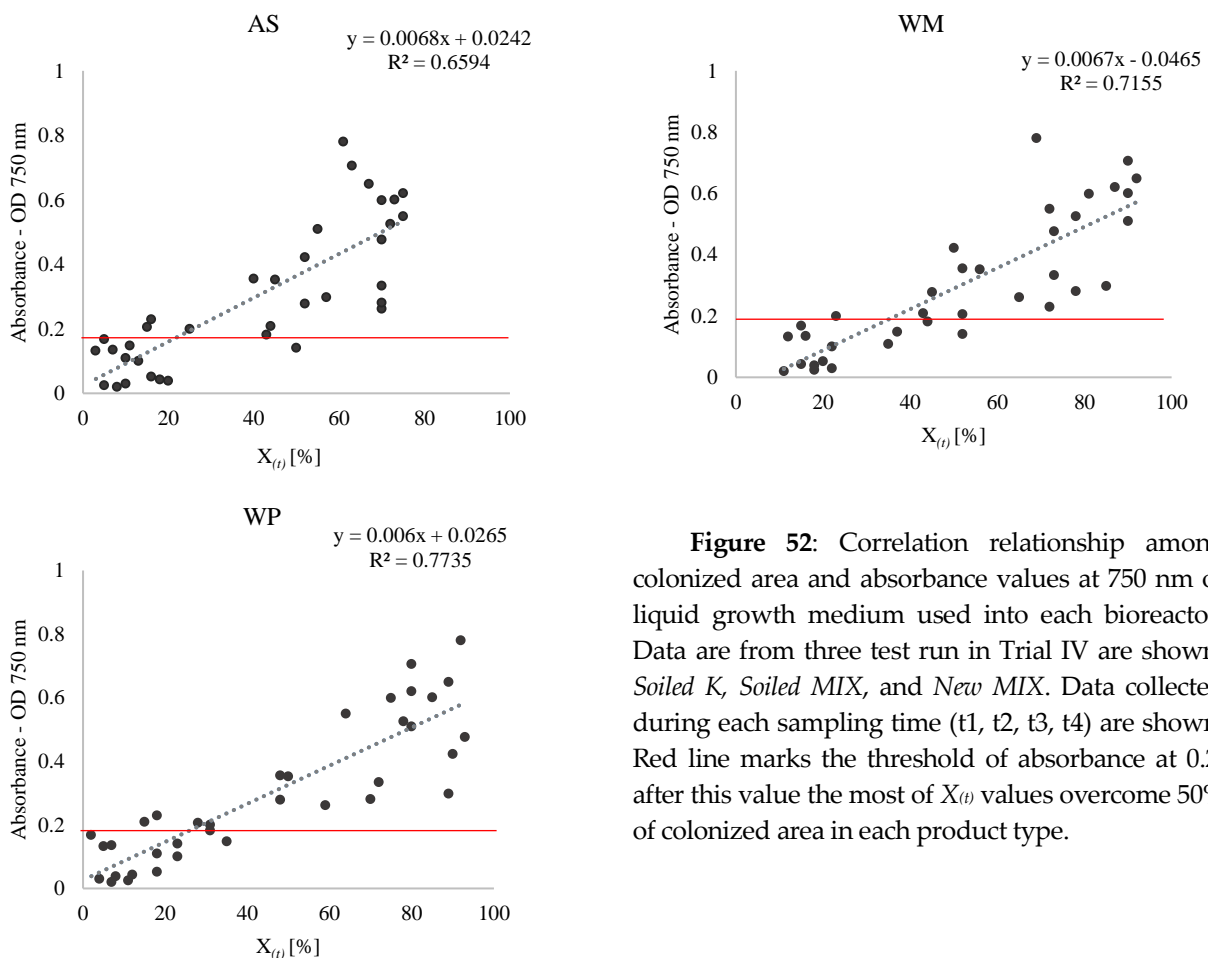 AS
y = 0.0068x + 0.0242
R² = 0.6594
1
0.8
0.6
0.4
0.2
0
0 20 40 60 80 100
Absorbance - OD 750 nm
X(t) [%]
WM
y = 0.0067x - 0.0465
R² = 0.7155
1
0.8
0.6
0.4
0.2
0
0 20 40 60 80 100
Absorbance - OD 750 nm
X(t) [%]
WP
y = 0.006x + 0.0265
R² = 0.7735
1
0.8
0.6
0.4
0.2
0
0 20 40 60 80 100
Absorbance - OD 750 nm
X(t) [%]
Figure 52: Correlation relationship amon
colonized area and absorbance values at 750 nm o
liquid growth medium used into each bioreacto
Data are from three test run in Trial IV are shown
Soiled K, Soiled MIX, and New MIX. Data collecte
during each sampling time (t1, t2, t3, t4) are shown
Red line marks the threshold of absorbance at 0.2
after this value the most of X(t) values overcome 50%
of colonized area in each product type.